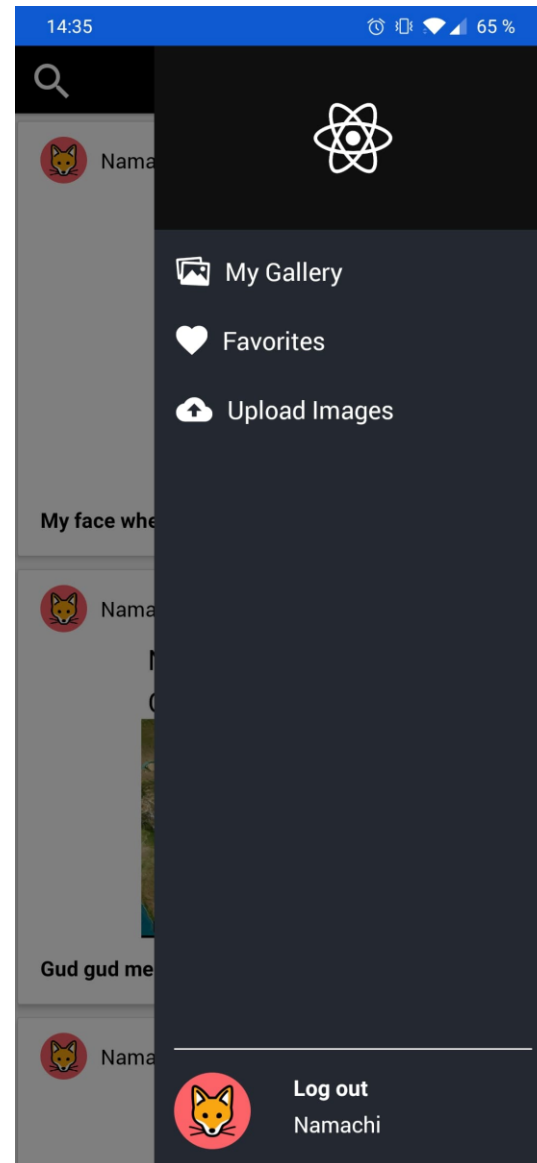 14:35 65 %
Nama
My Gallery
Favorites
Upload Images
My face whe
Nama
Gud gud me
Nama
Log out
Namachi